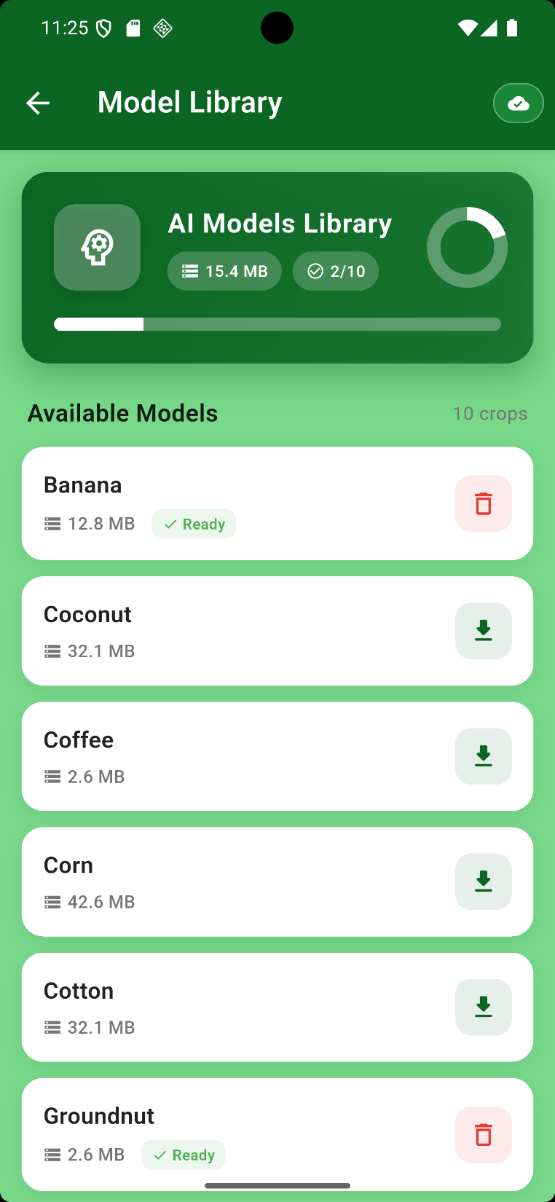 11:25
Model Library
AI Models Library
15.4 MB 2/10
Available Models 10 crops
Banana
12.8 MB Ready
Coconut
32.1 MB
Coffee
2.6 MB
Corn
42.6 MB
Cotton
32.1 MB
Groundnut
2.6 MB Ready